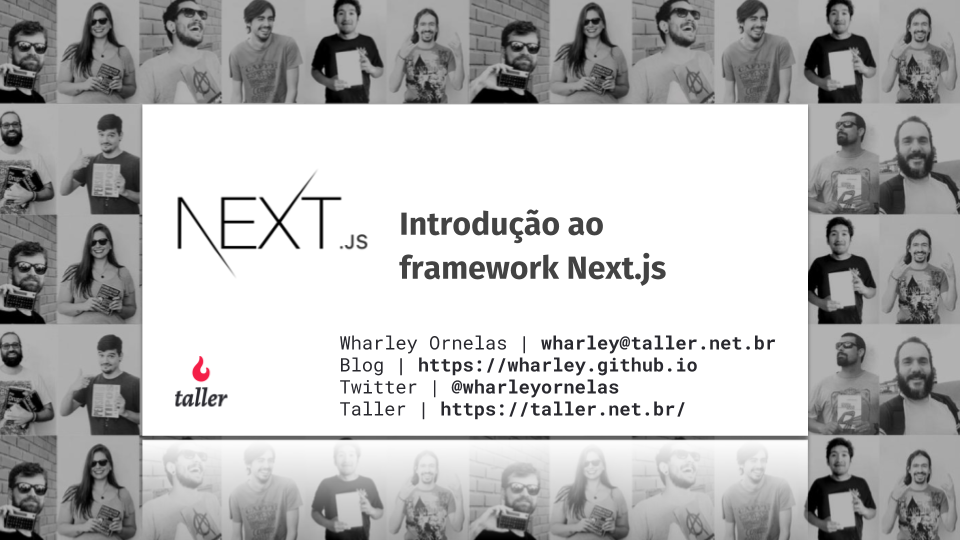 NEXT.JS
Introdução ao
framework Next.js
Wharley Ornelas | wharley@taller.net.br
Blog | https://wharley.github.io
Twitter | @wharleyornelas
Taller | https://taller.net.br/
taller